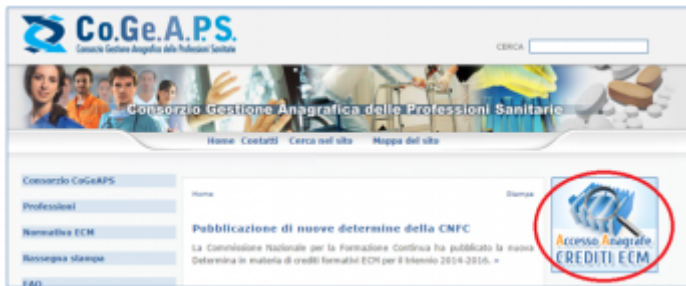 Co.Ge.A.P.S.
Consorzio Gestione Anagrafica delle Professioni Sanitarie
CERCA
Consorzio Gestione Anagrafica delle Professioni Sanitarie
Home Contatti Cerca nel sito Mappa del sito
Consorzio CoGeAPS
Professioni
Normativa ECM
Rassegna stampa
FAQ
Home Stampa
Pubblicazione di nuove determine della CNFC
La Commissione Nazionale per la Formazione Continua ha pubblicato la nuova
Determina in materia di crediti formativi ECM per il triennio 2014-2016. »
Accesso Anagrafe
CREDITI ECM